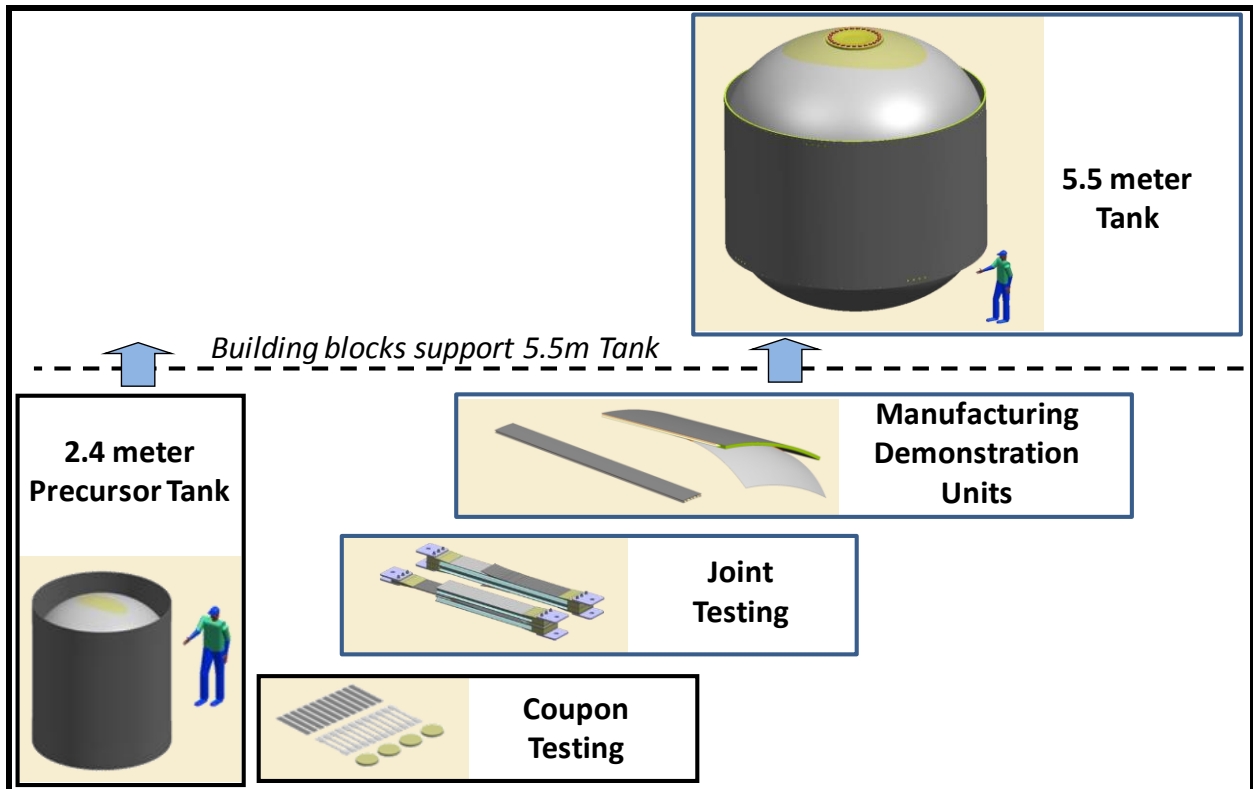 5.5 meter
Tank
Building blocks support 5.5m Tank
2.4 meter
Precursor Tank
Manufacturing
Demonstration
Units
Joint
Testing
Coupon
Testing